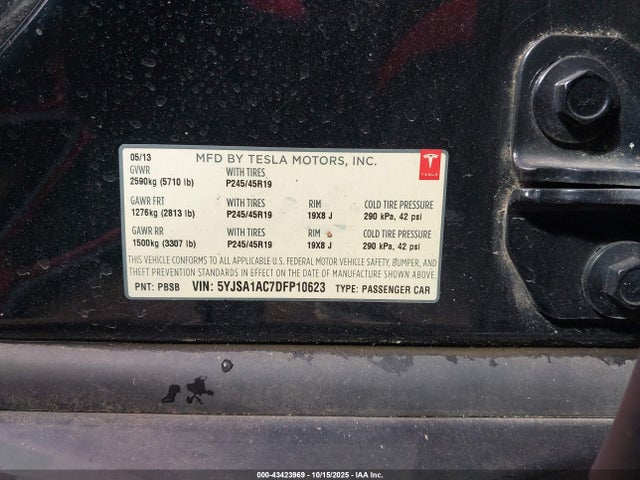 05/13 MFD BY TESLA MOTORS, INC.
TESLA
GVWR WITH TIRES
2590kg (5710 lb) P245/45R19
GAWR FRT WITH TIRES RIM COLD TIRE PRESSURE
1276kg (2813 lb) P245/45R19 19X8 J 290 kPa, 42 psi
GAWR RR WITH TIRES RIM COLD TIRE PRESSURE
1500kg (3307 lb) P245/45R19 19X8 J 290 kPa, 42 psi
THIS VEHICLE CONFORMS TO ALL APPLICABLE U.S. FEDERAL MOTOR VEHICLE SAFETY, BUMPER, AND
THEFT PREVENTION STANDARDS IN EFFECT ON THE DATE OF MANUFACTURE SHOWN ABOVE.
PNT: PBSB VIN: 5YJSA1AC7DFP10623 TYPE: PASSENGER CAR
000-43423969 - 10/15/2025 - IAA Inc.